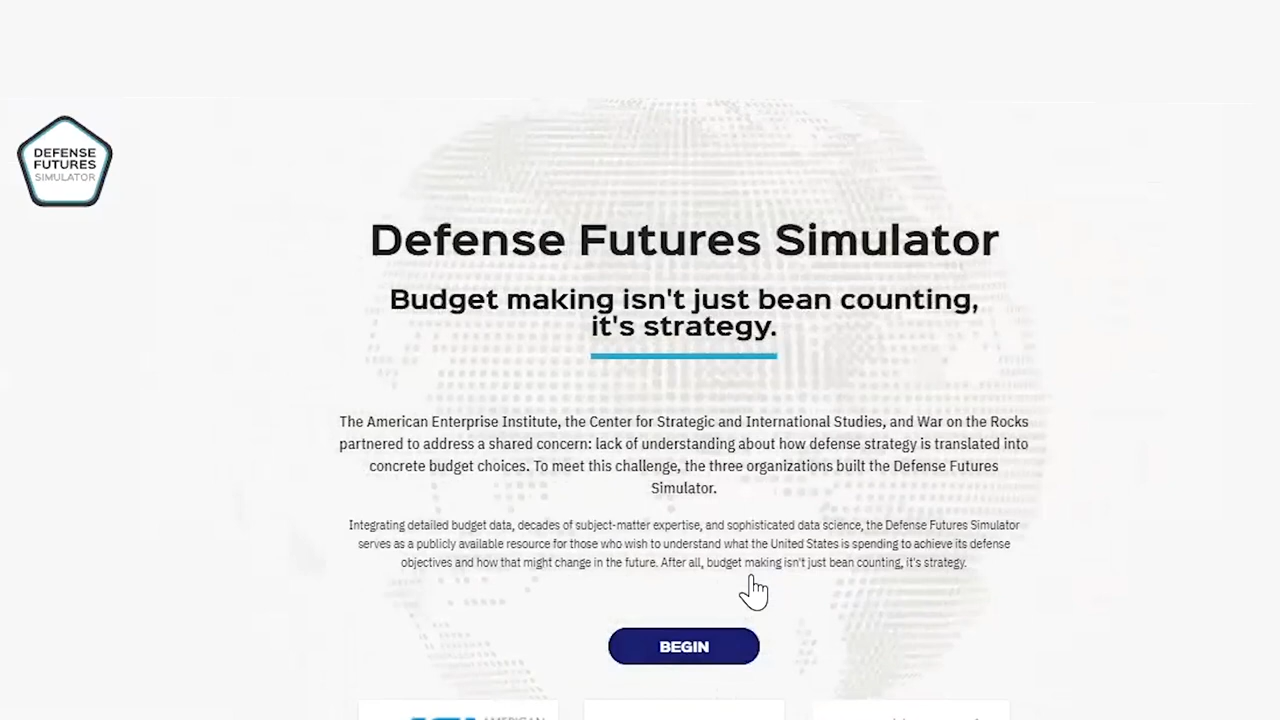 DEFENSE
FUTURES
SIMULATOR
Defense Futures Simulator
Budget making isn't just bean counting,
it's strategy.
The American Enterprise Institute, the Center for Strategic and International Studies, and War on the Rocks
partnered to address a shared concern: lack of understanding about how defense strategy is translated into
concrete budget choices. To meet this challenge, the three organizations built the Defense Futures
Simulator.
Integrating detailed budget data, decades of subject-matter expertise, and sophisticated data science, the Defense Futures Simulator
serves as a publicly available resource for those who wish to understand what the United States is spending to achieve its defense
objectives and how that might change in the future. After all, budget making isn't just bean counting, it's strategy.
BEGIN
AMERICAN